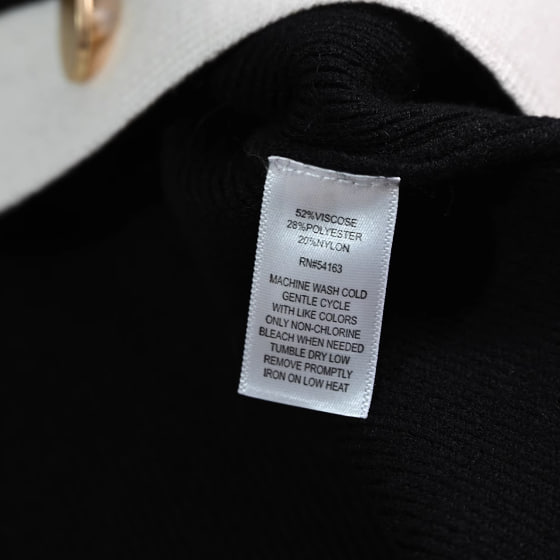 52%VISCOSE
28%POLYESTER
20%NYLON
RN#54163
MACHINE WASH COLD
GENTLE CYCLE
WITH LIKE COLORS
ONLY NON-CHLORINE
BLEACH WHEN NEEDED
TUMBLE DRY LOW
REMOVE PROMPTLY
IRON ON LOW HEAT